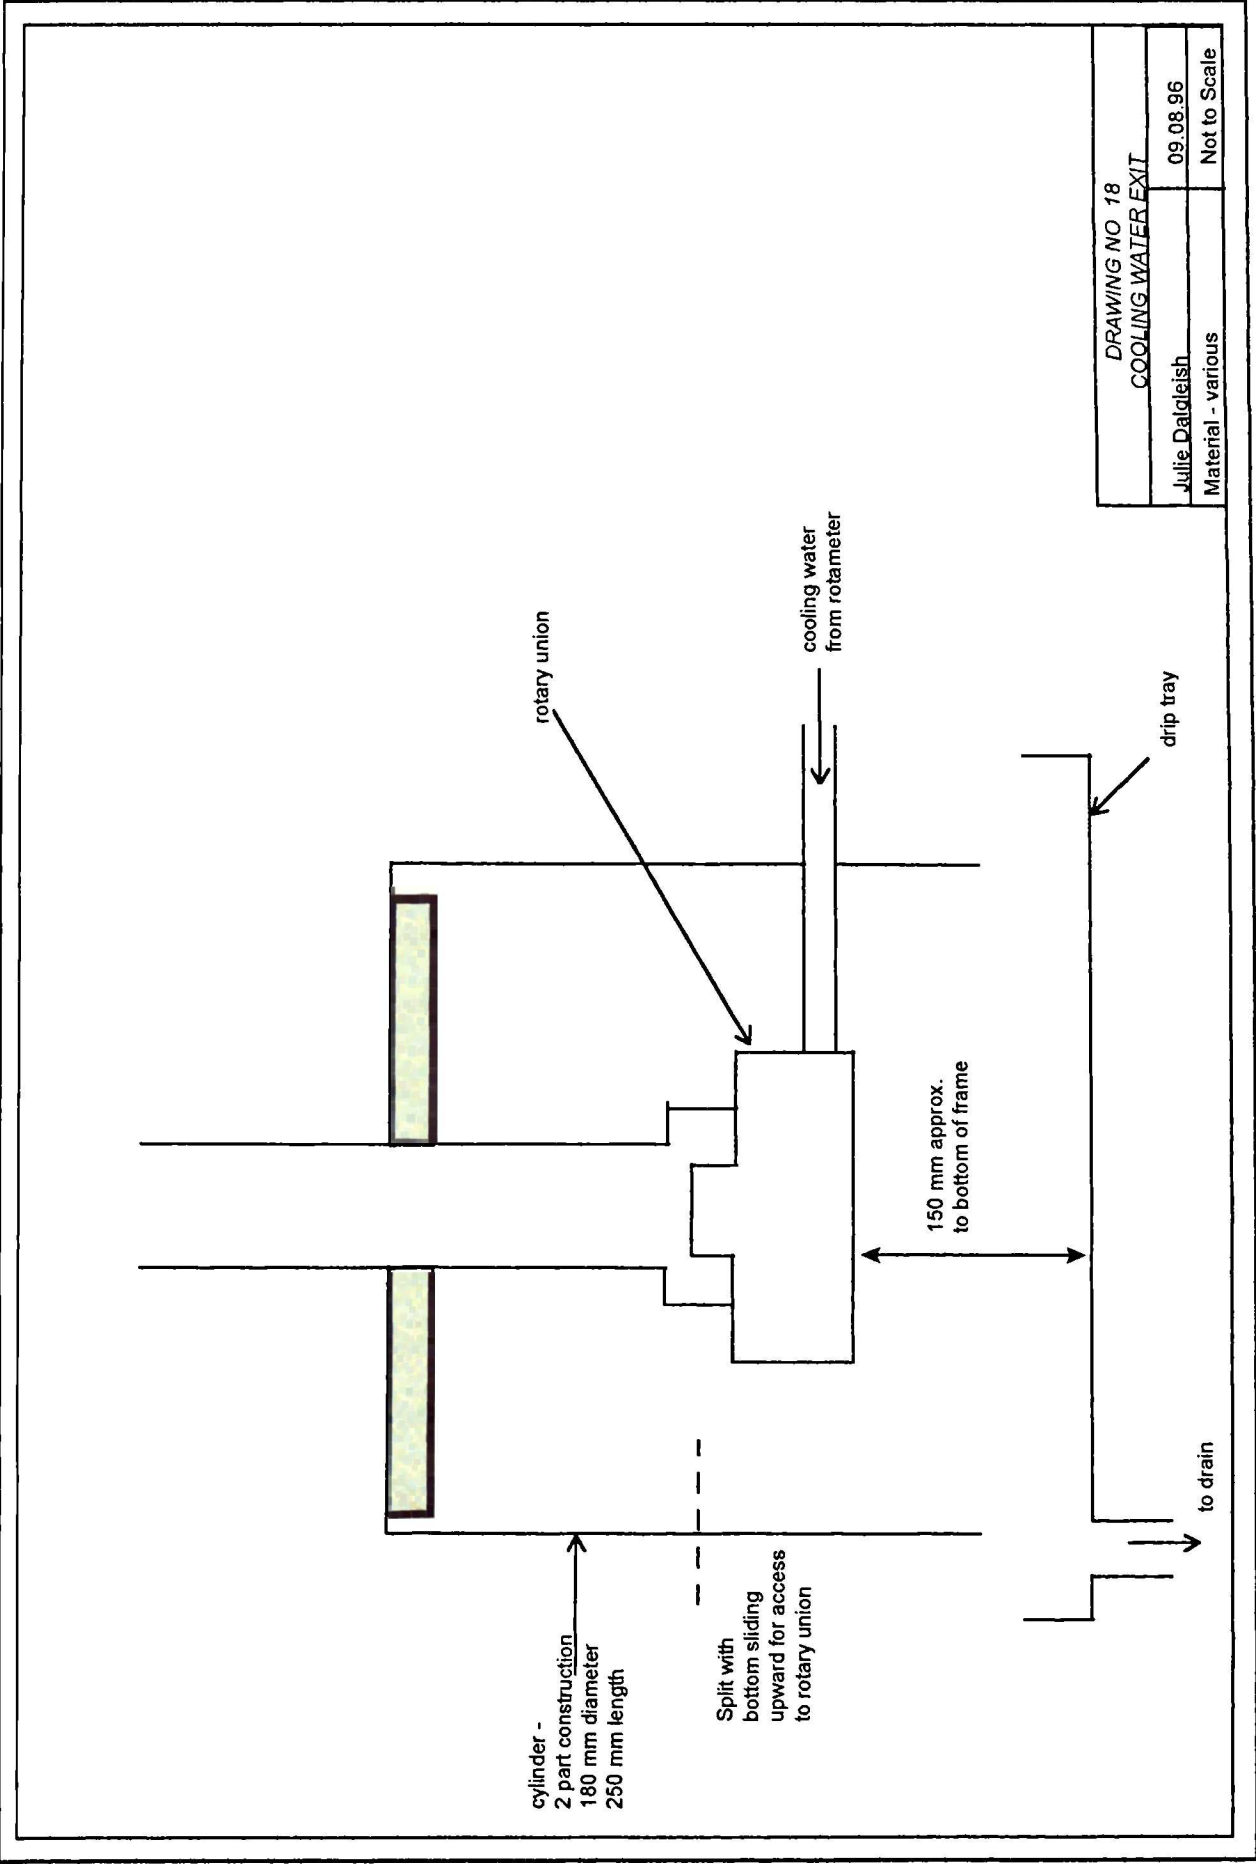 cylinder -
2 part construction
180 mm diameter
250 mm length
Split with
bottom sliding
upward for access
to rotary union
rotary union
cooling water
from rotameter
150 mm approx.
to bottom of frame
drip tray
to drain
DRAWING NO 18
COOLING WATER EXIT
Julie Dalgleish
09.08.96
Material - various
Not to Scale